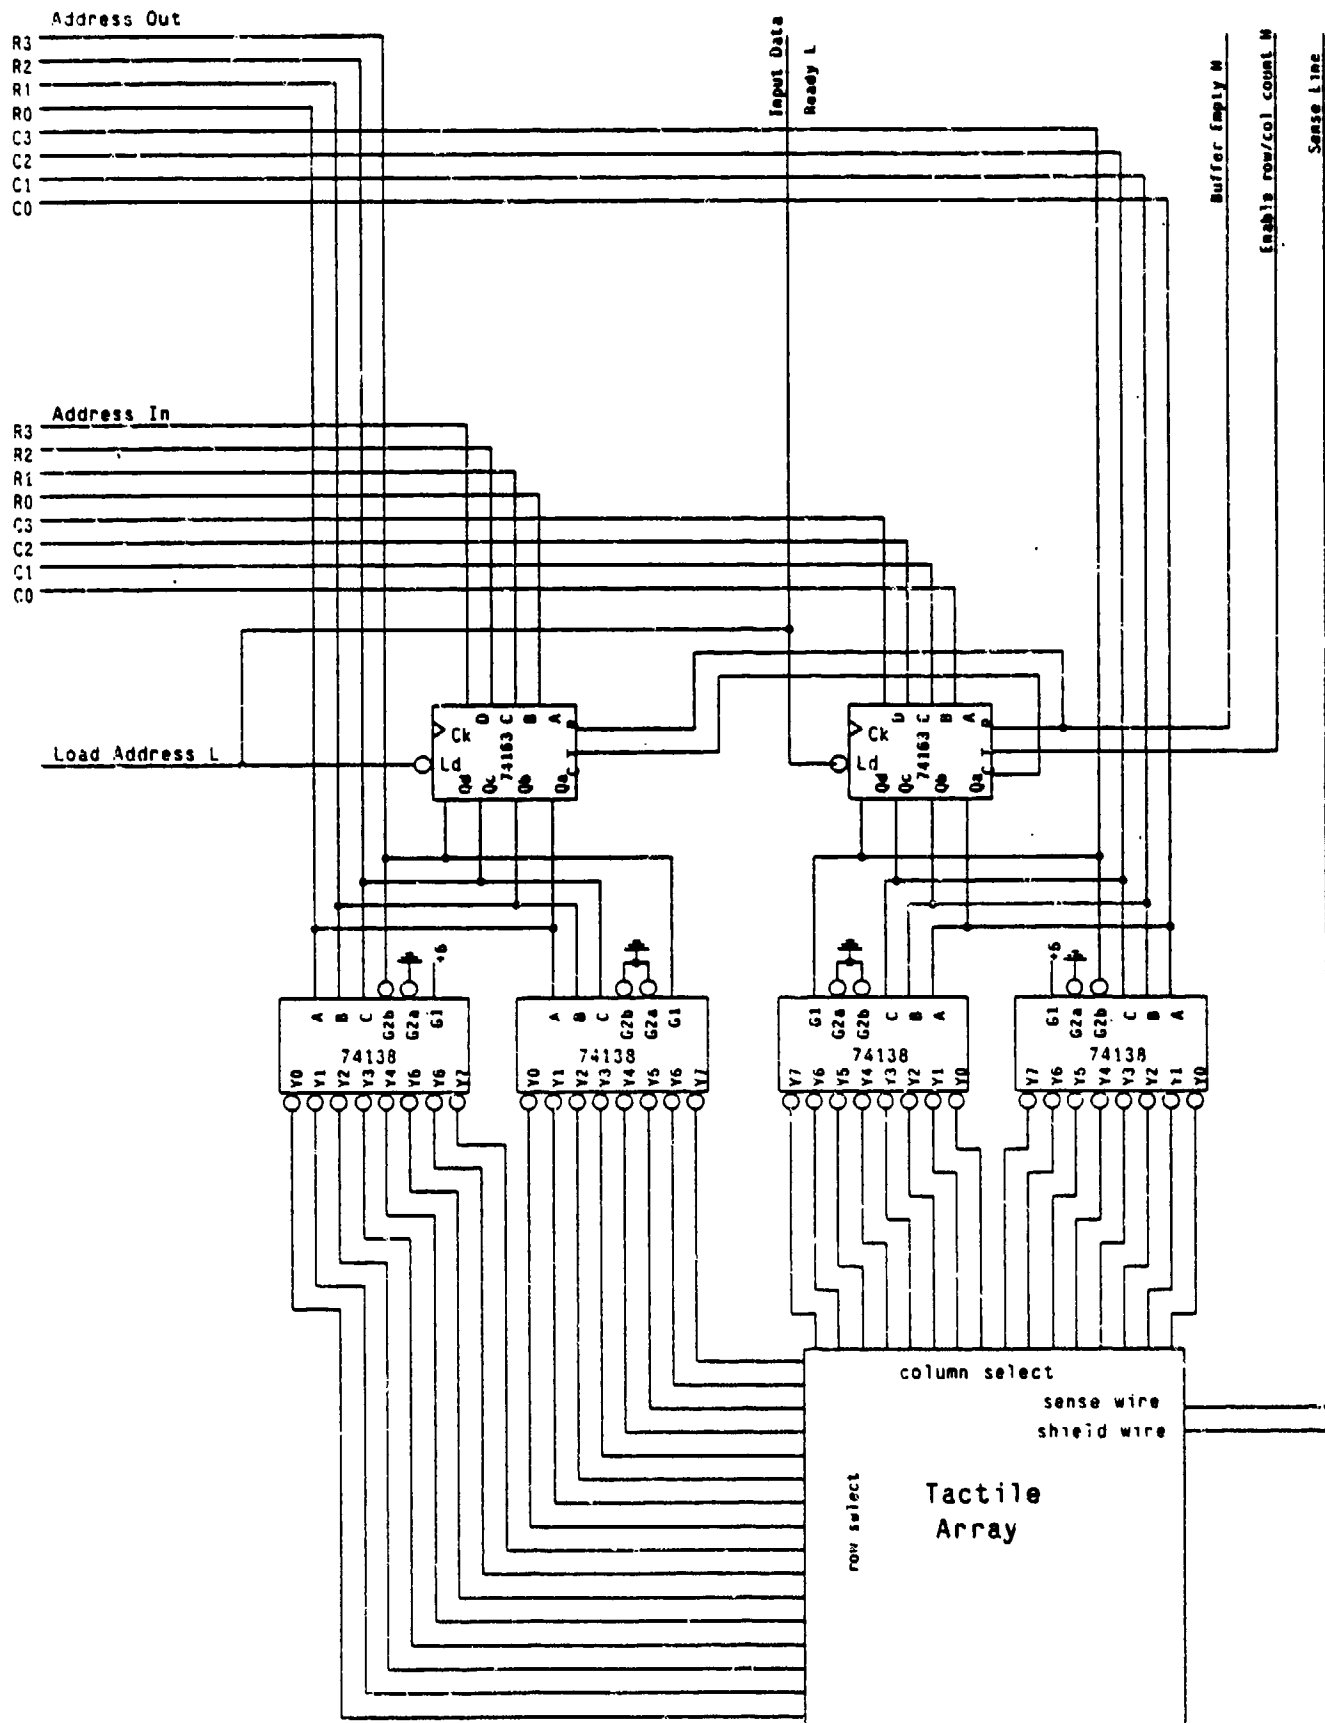 Address Out
R3
R2
R1
R0
C3
C2
C1
C0
Input Data
Ready L
Buffer Empty H
Enable row/col count H
Sense Line
Address In
R3
R2
R1
R0
C3
C2
C1
C0
Load Address L
D C B A P
Ck
74163
T
Ld
C
Qd Qc Qb Qa
D C B A P
Ck
74163
T
Ld
C
Qd Qc Qb Qa
+5
+5
A B C G2b G2a G1
74138
Y0 Y1 Y2 Y3 Y4 Y5 Y6 Y7
A B C G2b G2a G1
74138
Y0 Y1 Y2 Y3 Y4 Y5 Y6 Y7
G1 G2a G2b C B A
74138
Y7 Y6 Y5 Y4 Y3 Y2 Y1 Y0
G1 G2a G2b C B A
74138
Y7 Y6 Y5 Y4 Y3 Y2 Y1 Y0
column select
sense wire
shield wire
row select
Tactile
Array